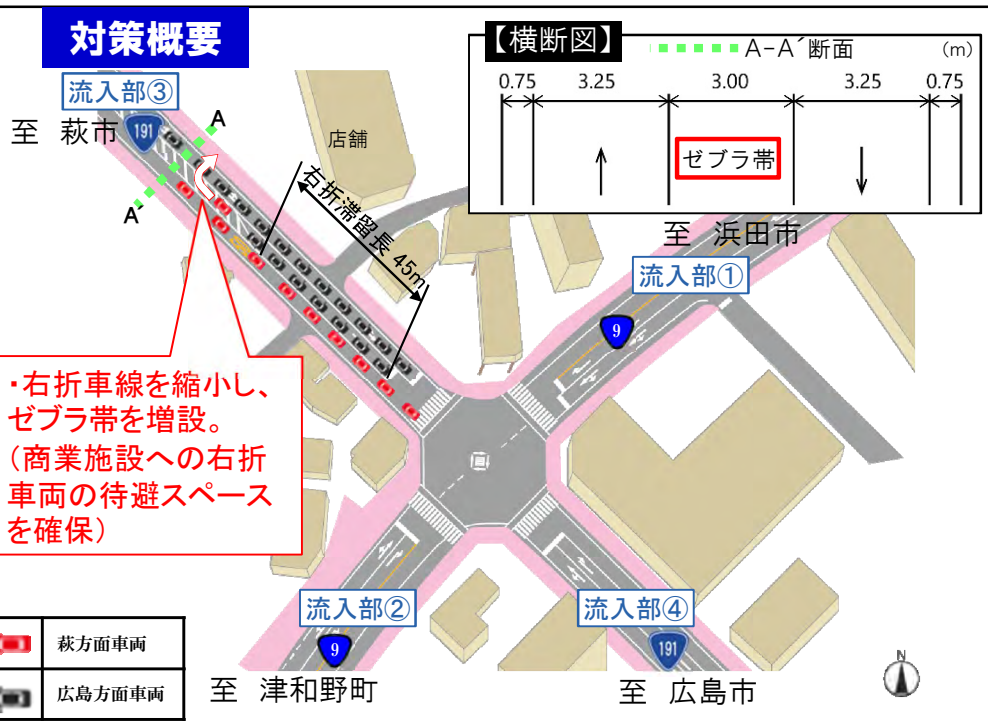 対策概要
【横断図】
A-A´断面
(m)
0.75
3.25
3.00
3.25
0.75
ゼブラ帯
流入部③
至 萩市
191
A
A´
店舗
右折滞留長 45m
至 浜田市
流入部①
9
・右折車線を縮小し、
ゼブラ帯を増設。
(商業施設への右折
車両の待避スペース
を確保)
流入部②
9
至 津和野町
流入部④
191
至 広島市
萩方面車両
広島方面車両
N